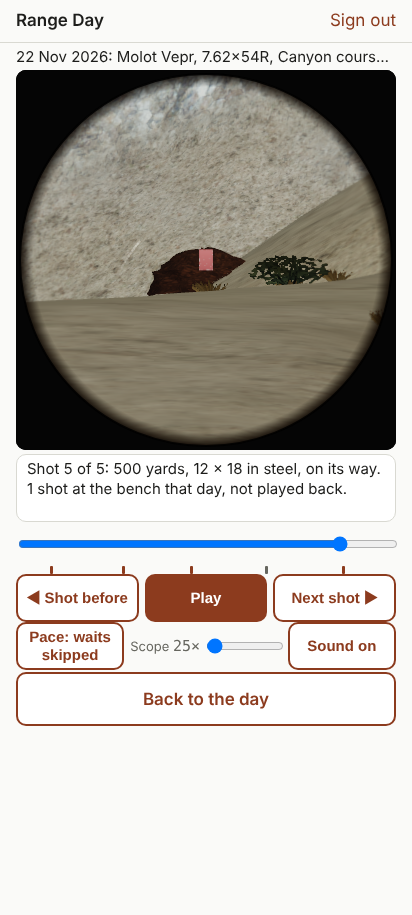 Range Day
Sign out
22 Nov 2026: Molot Vepr, 7.62×54R, Canyon cours...
Shot 5 of 5: 500 yards, 12 × 18 in steel, on its way.
1 shot at the bench that day, not played back.
◀ Shot before
Play
Next shot ▶
Pace: waits
skipped
Scope 25×
Sound on
Back to the day